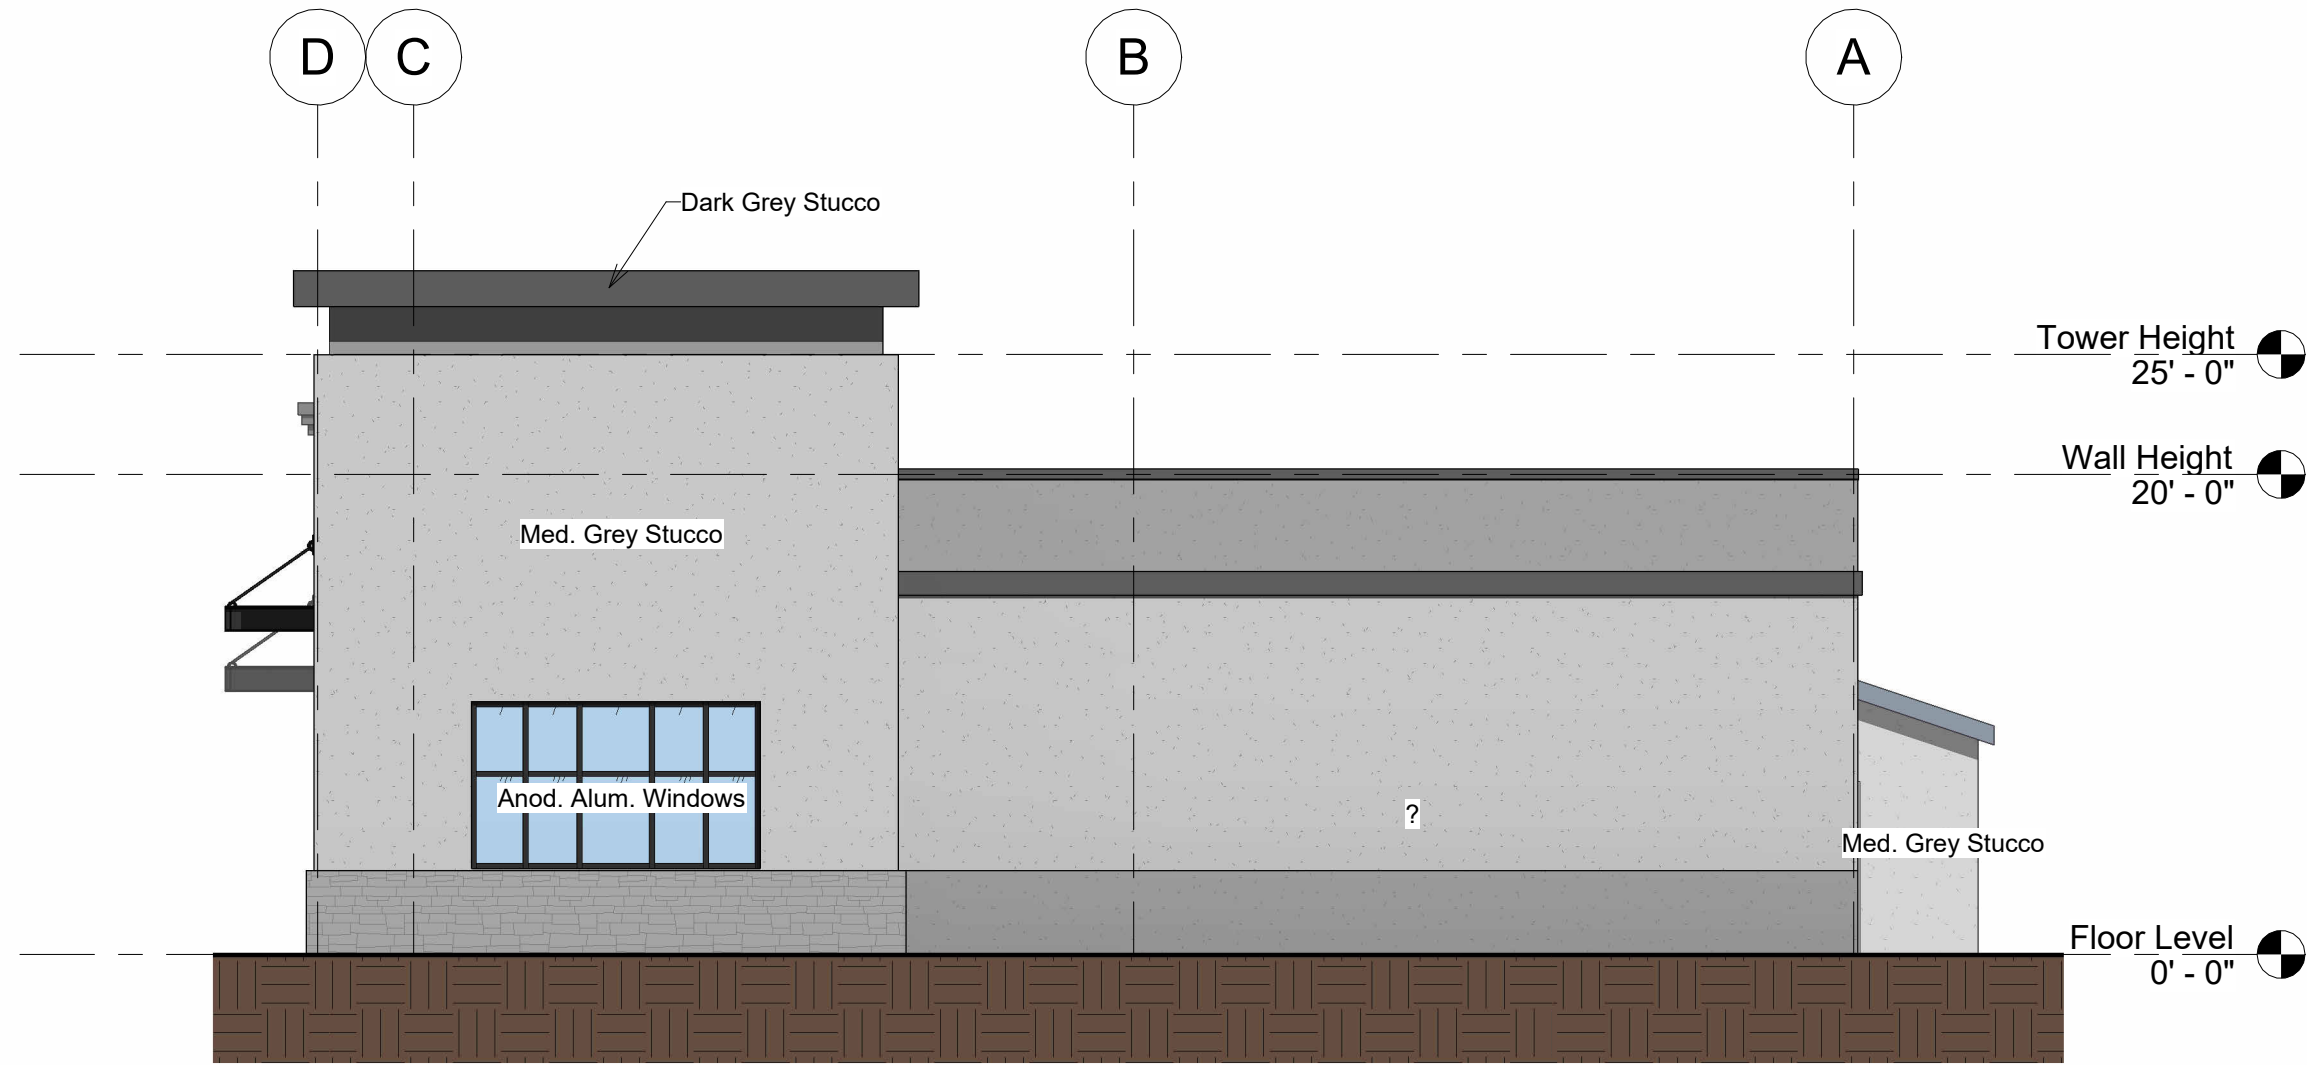 D C B A
Dark Grey Stucco
Tower Height
25' - 0"
Wall Height
20' - 0"
Med. Grey Stucco
Anod. Alum. Windows
?
Med. Grey Stucco
Floor Level
0' - 0"